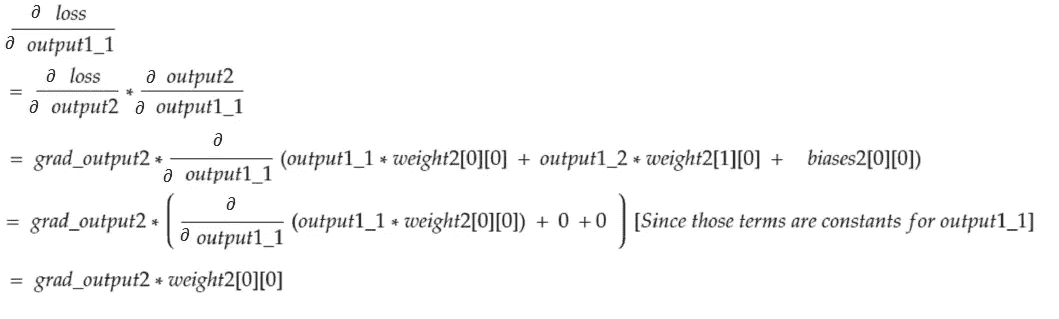 ∂ loss
∂ output1_1
= ∂ loss / ∂ output2 * ∂ output2 / ∂ output1_1
= grad_output2 * ∂ / ∂ output1_1 (output1_1 * weight2[0][0] + output1_2 * weight2[1][0] + biases2[0][0])
= grad_output2 * ( ∂ / ∂ output1_1 (output1_1 * weight2[0][0]) + 0 +0 ) [Since those terms are constants for output1_1]
= grad_output2 * weight2[0][0]